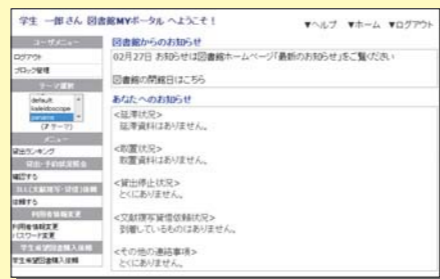 学生 一郎さん 図書館MYポータル へようこそ!
▼ヘルプ ▼ホーム ▼ログアウト
ユーザメニュー
ログアウト
ブロック管理
テーマ選択
default
kaleidoscope
panama
(7 テーマ)
メニュー
貸出ランキング
貸出・予約状況照会
確認する
ILL(文献複写・貸借)依頼
依頼する
利用者情報変更
利用者情報変更
パスワード変更
学生希望図書購入依頼
学生希望図書購入依頼
図書館からのお知らせ
02月27日 お知らせは図書館ホームページ「最新のお知らせ」をご覧ください
図書館の閉館日はこちら
あなたへのお知らせ
<延滞状況>
延滞資料はありません。
<取置状況>
取置資料はありません。
<貸出停止状況>
とくにありません。
<文献複写貸借依頼状況>
到着しているものはありません。
<その他の連絡事項>
とくにありません。